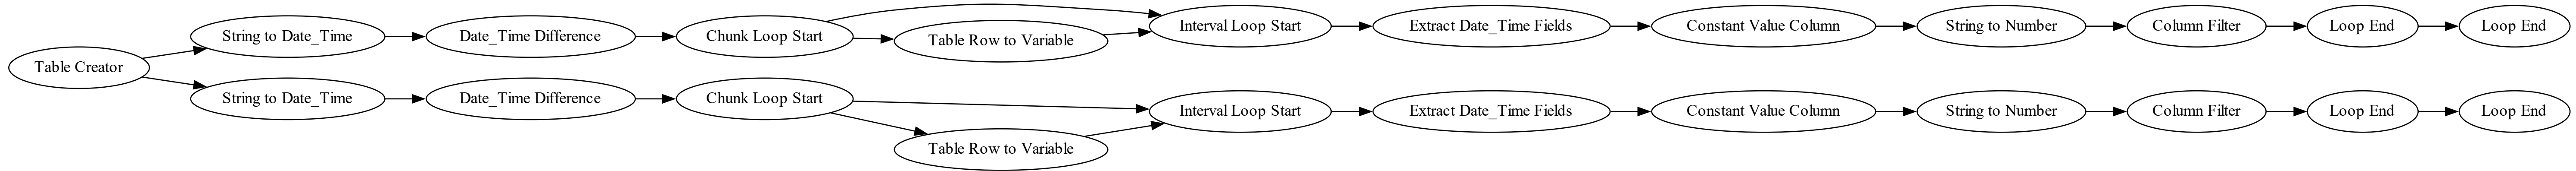 Table Creator
String to Date_Time
Date_Time Difference
Chunk Loop Start
Table Row to Variable
Interval Loop Start
Extract Date_Time Fields
Constant Value Column
String to Number
Column Filter
Loop End
Loop End
String to Date_Time
Date_Time Difference
Chunk Loop Start
Table Row to Variable
Interval Loop Start
Extract Date_Time Fields
Constant Value Column
String to Number
Column Filter
Loop End
Loop End